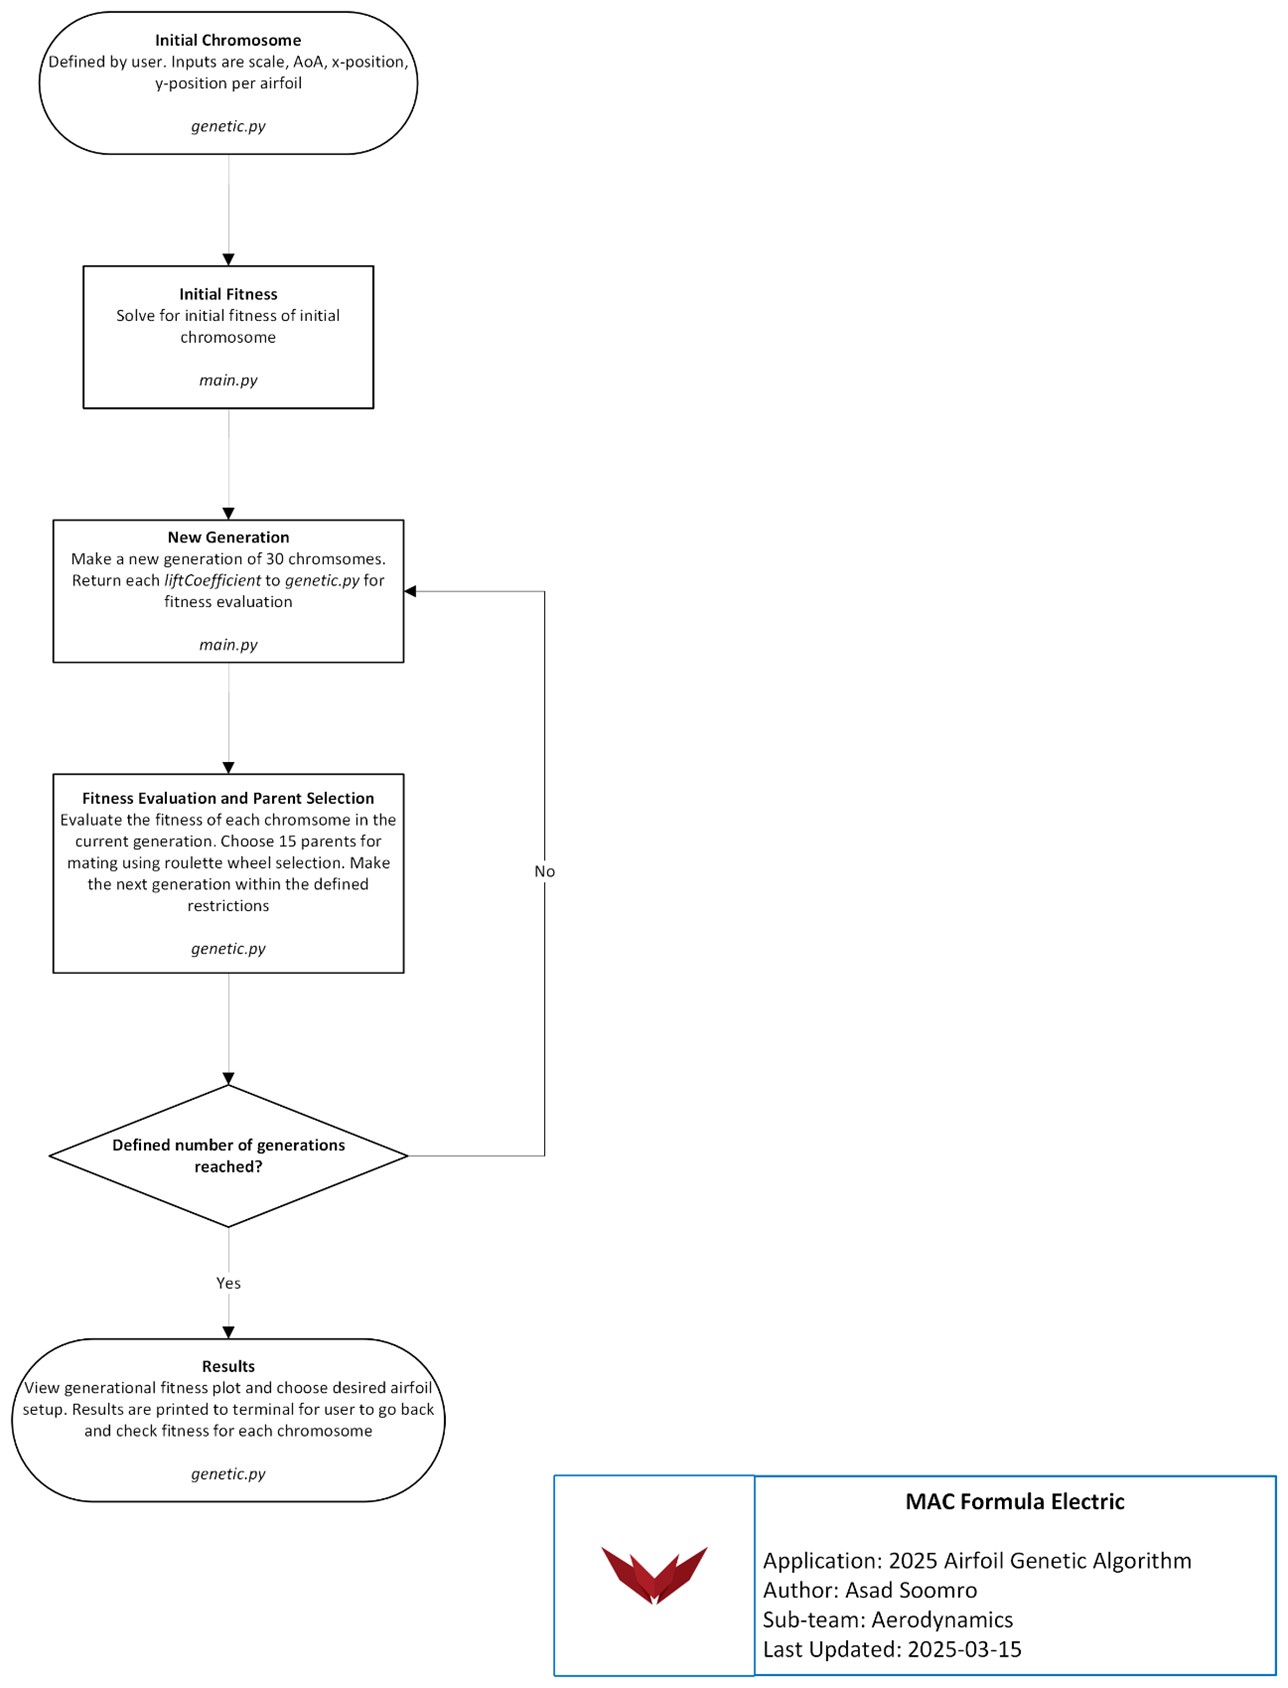 Initial Chromosome
Defined by user. Inputs are scale, AoA, x-position,
y-position per airfoil
genetic.py
Initial Fitness
Solve for initial fitness of initial
chromosome
main.py
New Generation
Make a new generation of 30 chromsomes.
Return each liftCoefficient to genetic.py for
fitness evaluation
main.py
Fitness Evaluation and Parent Selection
Evaluate the fitness of each chromsome in the
current generation. Choose 15 parents for
mating using roulette wheel selection. Make
the next generation within the defined
restrictions
genetic.py
No
Defined number of generations
reached?
Yes
Results
View generational fitness plot and choose desired airfoil
setup. Results are printed to terminal for user to go back
and check fitness for each chromosome
genetic.py
MAC Formula Electric
Application: 2025 Airfoil Genetic Algorithm
Author: Asad Soomro
Sub-team: Aerodynamics
Last Updated: 2025-03-15